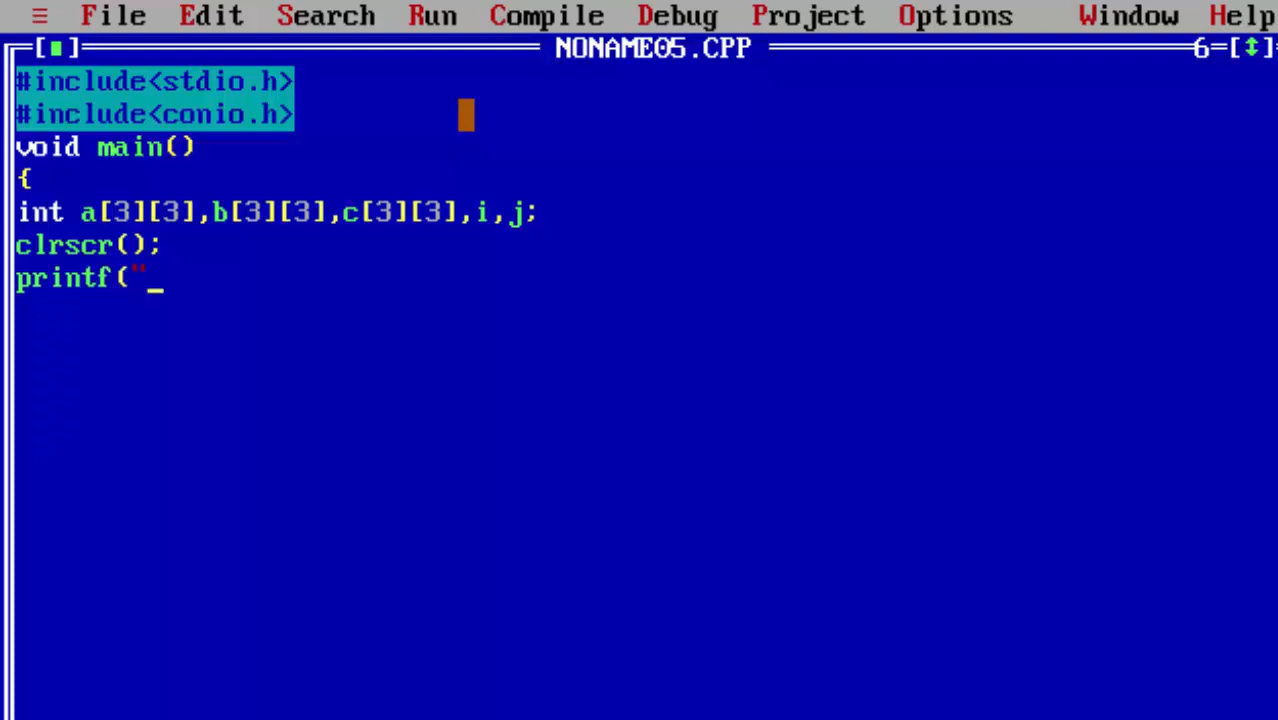 ≡ File Edit Search Run Compile Debug Project Options Window Help
[■] NONAME05.CPP 6=[↕]
#include<stdio.h>
#include<conio.h>
void main()
{
int a[3][3],b[3][3],c[3][3],i,j;
clrscr();
printf("_